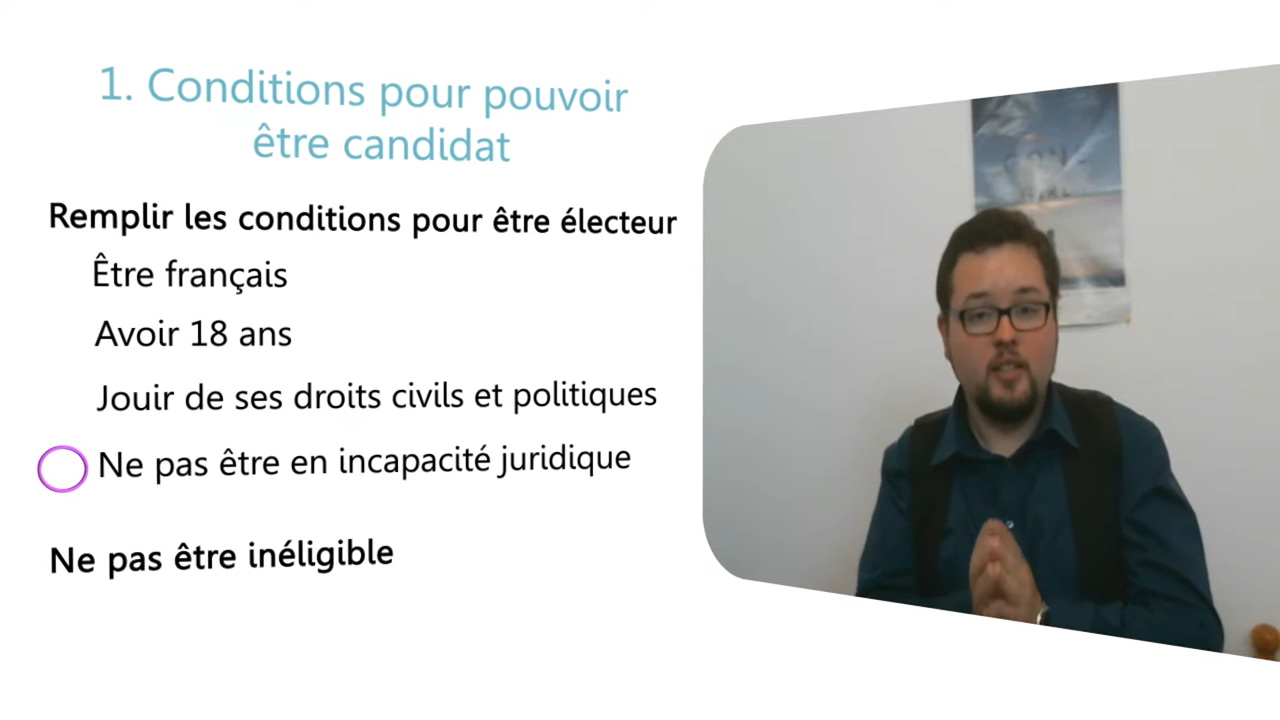 1. Conditions pour pouvoir
être candidat
Remplir les conditions pour être électeur
Être français
Avoir 18 ans
Jouir de ses droits civils et politiques
Ne pas être en incapacité juridique
Ne pas être inéligible